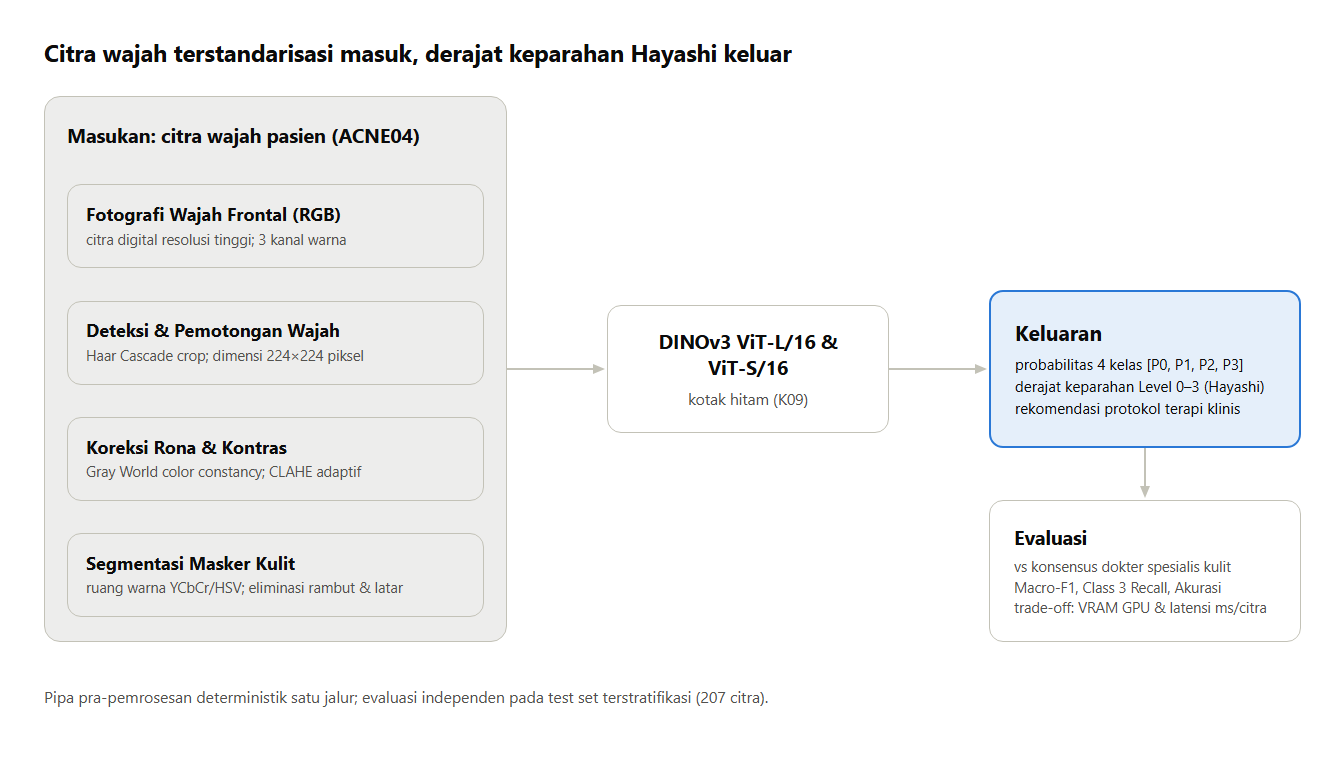 Citra wajah terstandarisasi masuk, derajat keparahan Hayashi keluar
Masukan: citra wajah pasien (ACNE04)
Fotografi Wajah Frontal (RGB)
citra digital resolusi tinggi; 3 kanal warna
Deteksi & Pemotongan Wajah
Haar Cascade crop; dimensi 224×224 piksel
Koreksi Rona & Kontras
Gray World color constancy; CLAHE adaptif
Segmentasi Masker Kulit
ruang warna YCbCr/HSV; eliminasi rambut & latar
DINOv3 ViT-L/16 &
ViT-S/16
kotak hitam (K09)
Keluaran
probabilitas 4 kelas [P0, P1, P2, P3]
derajat keparahan Level 0–3 (Hayashi)
rekomendasi protokol terapi klinis
Evaluasi
vs konsensus dokter spesialis kulit
Macro-F1, Class 3 Recall, Akurasi
trade-off: VRAM GPU & latensi ms/citra
Pipa pra-pemrosesan deterministik satu jalur; evaluasi independen pada test set terstratifikasi (207 citra).